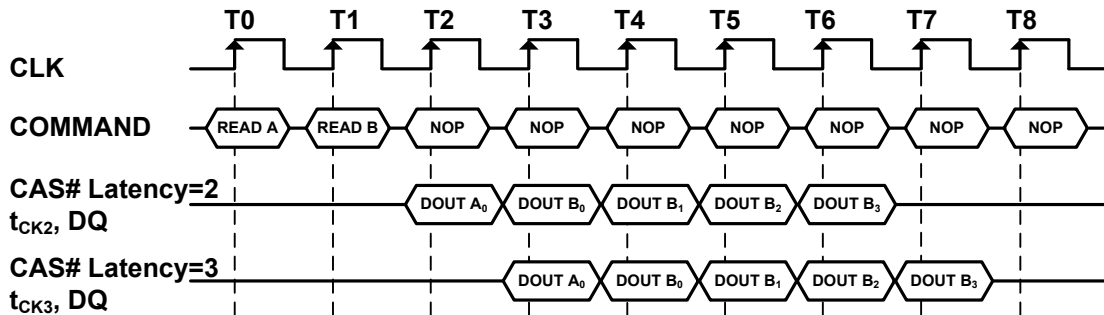 T0 T1 T2 T3 T4 T5 T6 T7 T8
CLK
COMMAND READ A READ B NOP NOP NOP NOP NOP NOP NOP
CAS# Latency=2
t_CK2, DQ DOUT A₀ DOUT B₀ DOUT B₁ DOUT B₂ DOUT B₃
CAS# Latency=3
t_CK3, DQ DOUT A₀ DOUT B₀ DOUT B₁ DOUT B₂ DOUT B₃